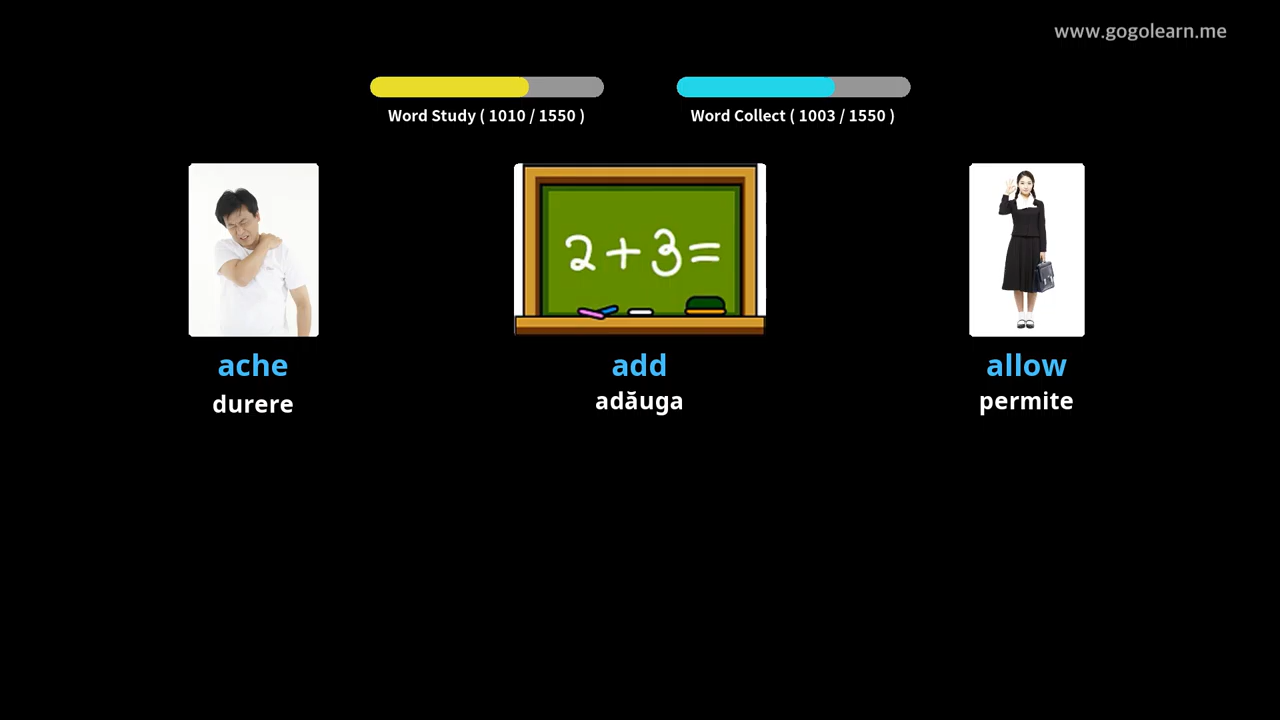 www.gogolearn.me
Word Study ( 1010 / 1550 )
Word Collect ( 1003 / 1550 )
2+3=
ache
durere
add
adăuga
allow
permite